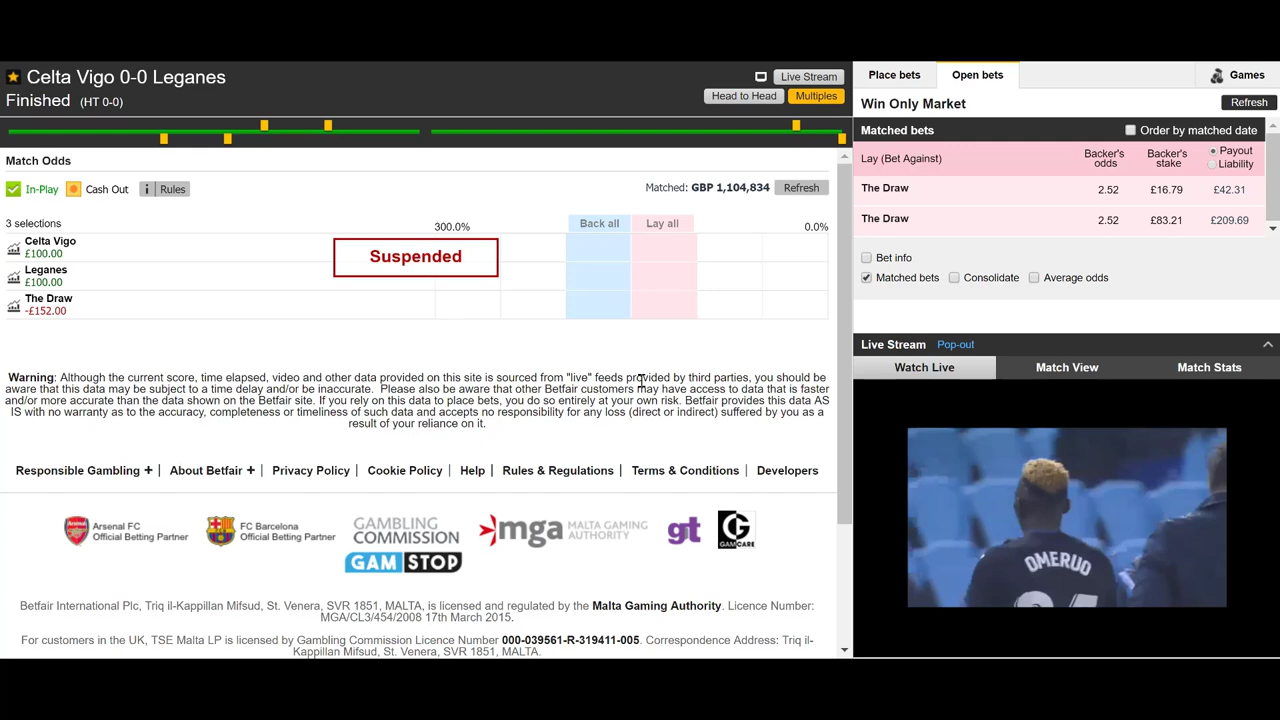 Celta Vigo 0-0 Leganes
Finished (HT 0-0)
Live Stream
Head to Head
Multiples
Match Odds
In-Play
Cash Out
i Rules
Matched: GBP 1,104,834
Refresh
3 selections
300.0%
Back all
Lay all
0.0%
Celta Vigo
£100.00
Leganes
£100.00
The Draw
-£152.00
Suspended
Warning: Although the current score, time elapsed, video and other data provided on this site is sourced from "live" feeds provided by third parties, you should be
aware that this data may be subject to a time delay and/or be inaccurate. Please also be aware that other Betfair customers may have access to data that is faster
and/or more accurate than the data shown on the Betfair site. If you rely on this data to place bets, you do so entirely at your own risk. Betfair provides this data AS
IS with no warranty as to the accuracy, completeness or timeliness of such data and accepts no responsibility for any loss (direct or indirect) suffered by you as a
result of your reliance on it.
Responsible Gambling + | About Betfair + | Privacy Policy | Cookie Policy | Help | Rules & Regulations | Terms & Conditions | Developers
Arsenal FC
Official Betting Partner
FC Barcelona
Official Betting Partner
GAMBLING
COMMISSION
GAMSTOP
mga MALTA GAMING
AUTHORITY
gt
G
GAMCARE
Betfair International Plc, Triq il-Kappillan Mifsud, St. Venera, SVR 1851, MALTA, is licensed and regulated by the Malta Gaming Authority. Licence Number:
MGA/CL3/454/2008 17th March 2015.
For customers in the UK, TSE Malta LP is licensed by Gambling Commission Licence Number 000-039561-R-319411-005. Correspondence Address: Triq il-
Kappillan Mifsud, St. Venera, SVR 1851, MALTA.
Place bets
Open bets
Games
Win Only Market
Refresh
Matched bets
Order by matched date
Lay (Bet Against)
Backer's
odds
Backer's
stake
Payout
Liability
The Draw 2.52 £16.79 £42.31
The Draw 2.52 £83.21 £209.69
Bet info
Matched bets
Consolidate
Average odds
Live Stream Pop-out
Watch Live
Match View
Match Stats
OMERUO